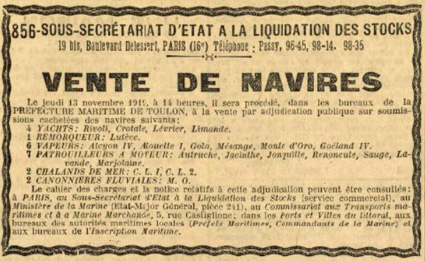 856-SOUS-SECRÉTARIAT D'ETAT A LA LIQUIDATION DES STOCKS
19 bis, Boulevard Delessert, PARIS (16e) Téléphone : Passy, 96-45, 98-14, 98-35
VENTE DE NAVIRES
Le jeudi 13 novembre 1919, à 14 heures, il sera procédé, dans les bureaux de la
PREFECTURE MARITIME DE TOULON, à la vente par adjudication publique sur soumis-
sions cachetées des navires suivants:
4 YACHTS: Rivoli, Crotale, Lévrier, Limande.
1 REMORQUEUR: Lutèce.
6 VAPEURS: Alcyon IV, Alouette I, Gola, Mésange, Monte d'Oro, Goéland IV.
7 PATROUILLEURS A MOTEUR: Autruche, Jacinthe, Jonquille, Renoncule, Sauge, La-
vande, Marjolaine.
2 CHALANDS DE MER: C. L. 1, C. L. 2.
2 CANONNIÈRES FLUVIALES: M. O.
Le cahier des charges et la notice relatifs à cette adjudication peuvent être consultés:
à PARIS, au Sous-Secrétariat d'Etat à la Liquidation des Stocks (service commercial), au
Ministère de la Marine (Etat-Major Général, pièce 241), au Commissariat aux Transports ma-
ritimes et à la Marine Marchande, 5, rue Castiglione; dans les Ports et Villes du littoral, aux
bureaux des autorités maritimes locales (Préfets Maritimes, Commandants de la Marine) et
aux bureaux de l'Inscription Maritime.